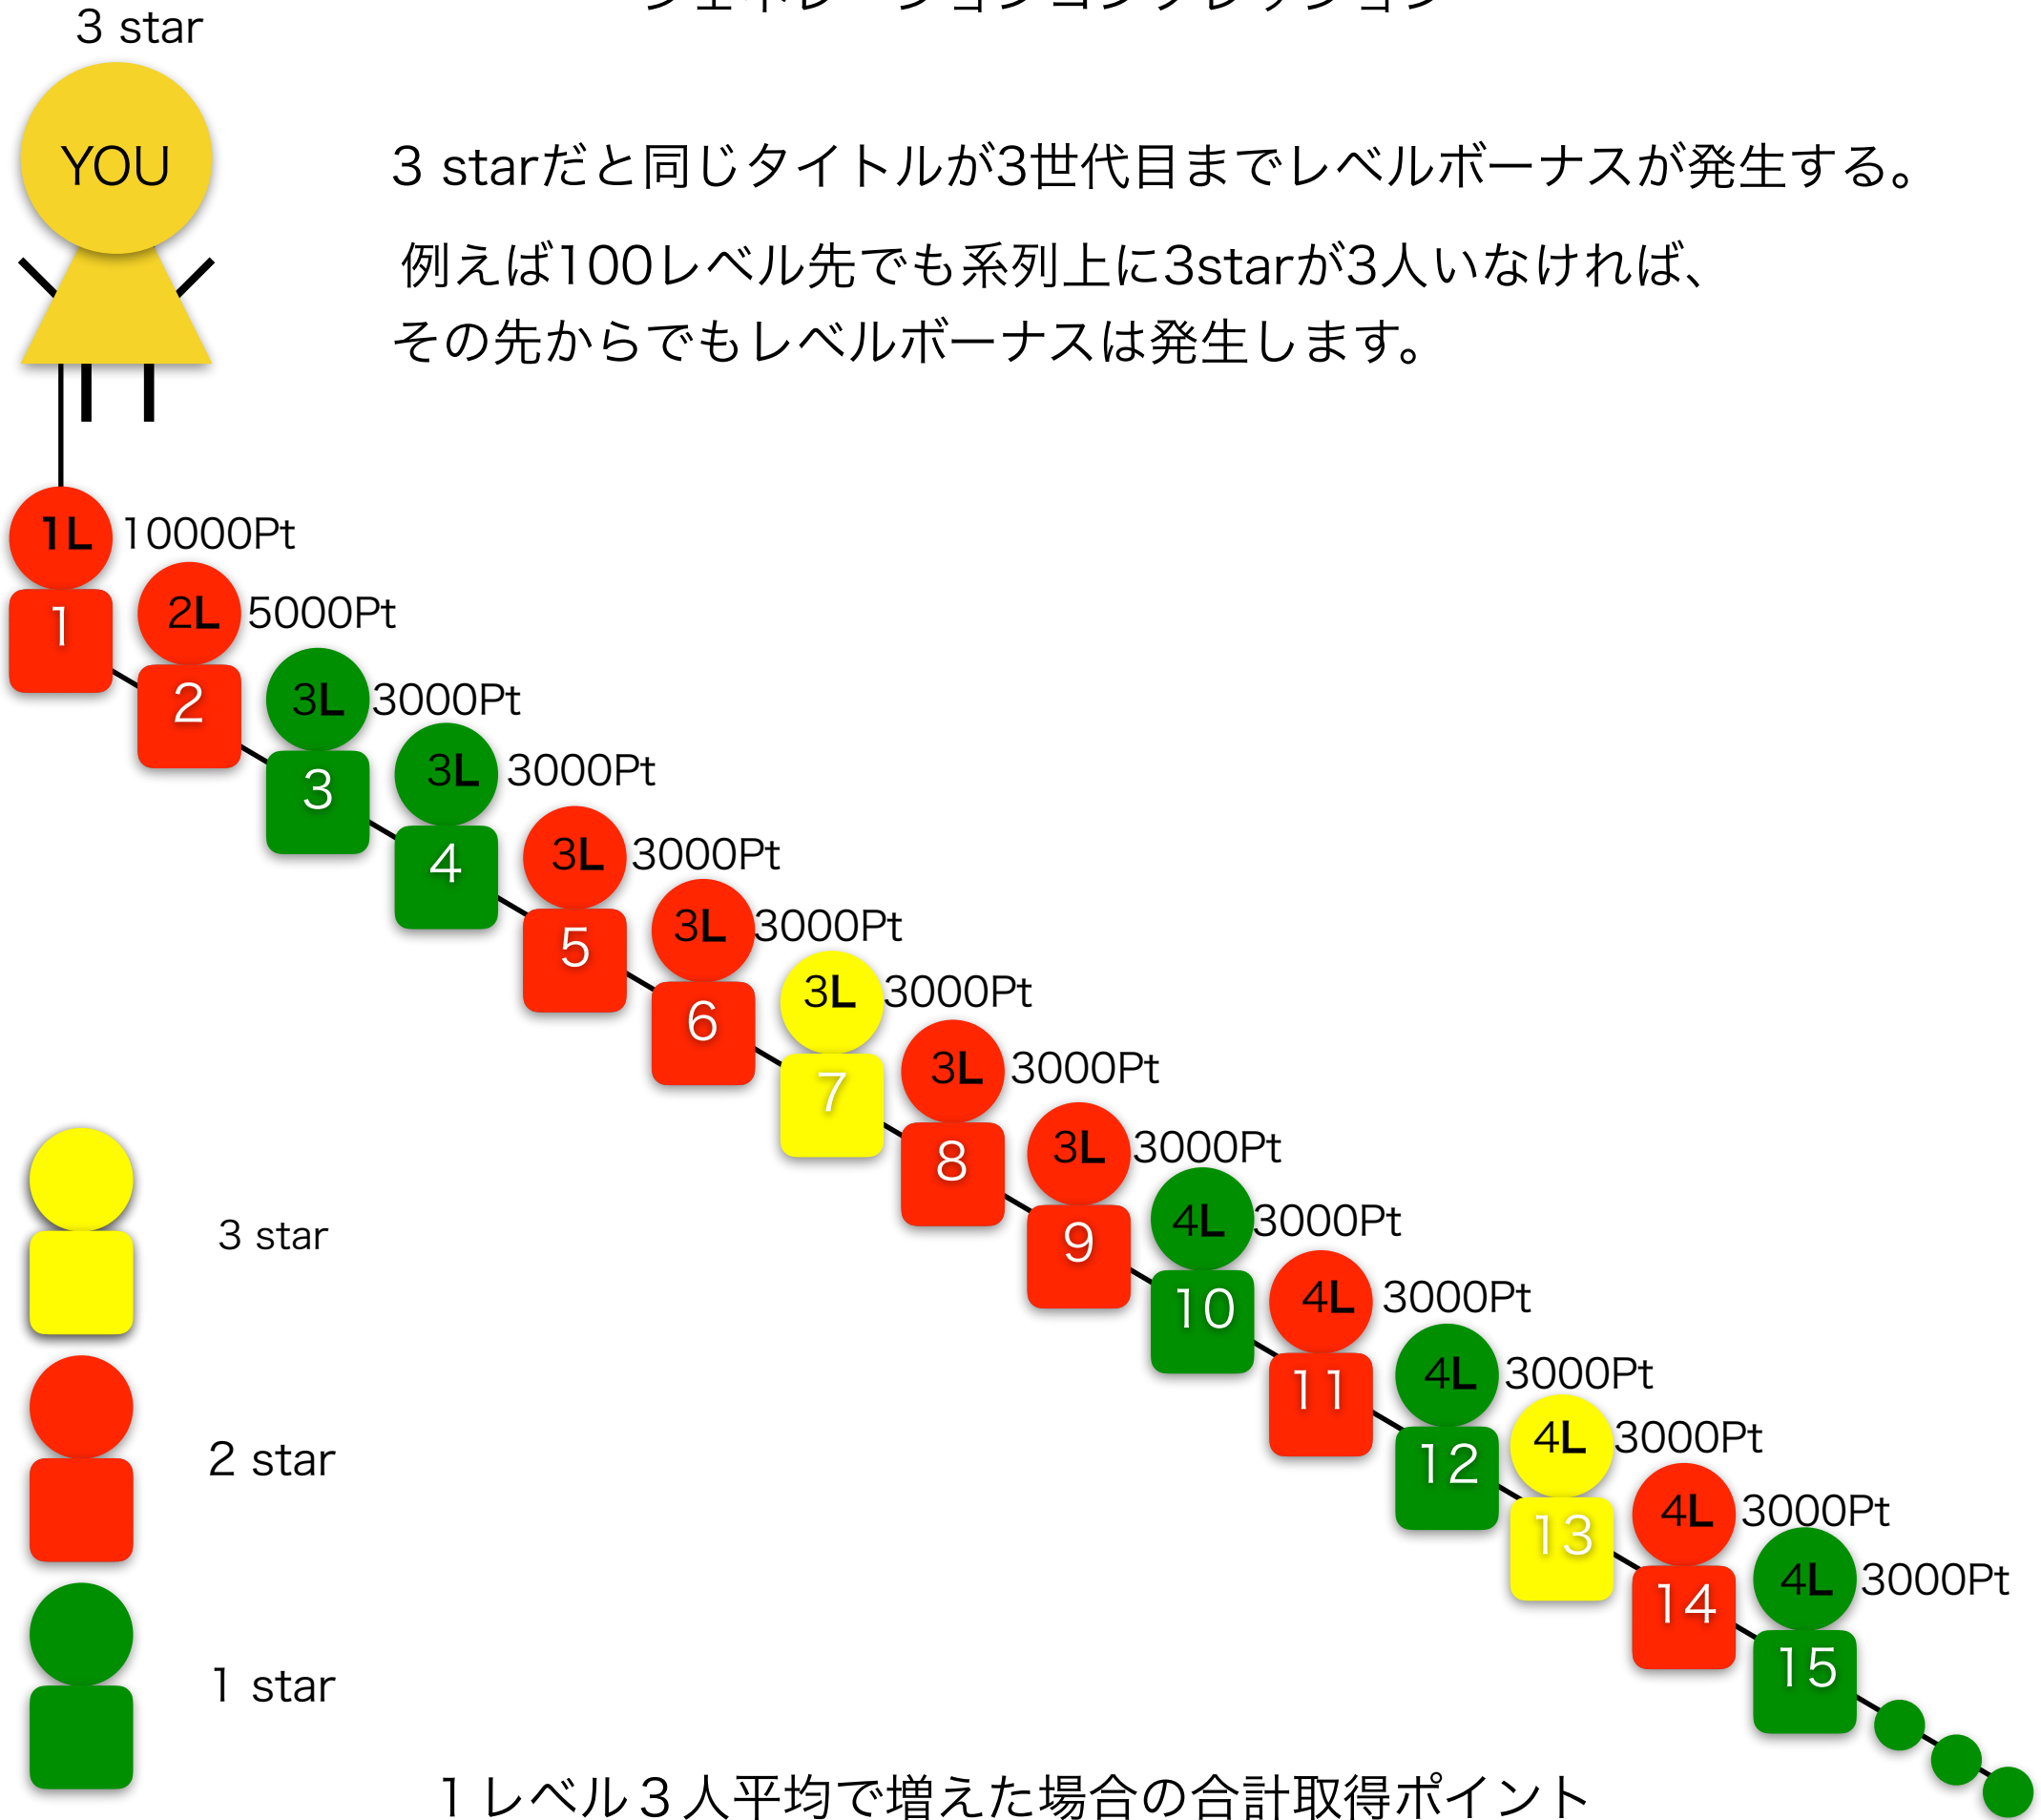 3 star
YOU
3 starだと同じタイトルが3世代目までレベルボーナスが発生する。
例えば100レベル先でも系列上に3starが3人いなければ、
その先からでもレベルボーナスは発生します。
1L 10000Pt
1
2L 5000Pt
2
3L 3000Pt
3
3L 3000Pt
4
3L 3000Pt
5
3L 3000Pt
6
3L 3000Pt
7
3L 3000Pt
8
3L 3000Pt
9
4L 3000Pt
10
4L 3000Pt
11
4L 3000Pt
12
4L 3000Pt
13
4L 3000Pt
14
4L 3000Pt
15
3 star
2 star
1 star
1レベル3人平均で増えた場合の合計取得ポイント